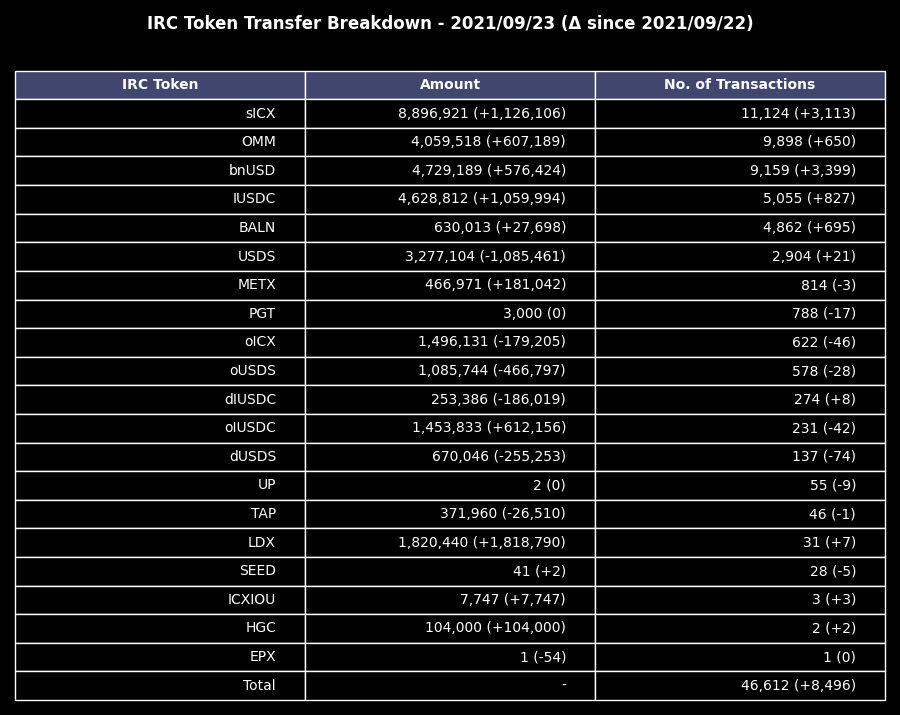 IRC Token Transfer Breakdown - 2021/09/23 (Δ since 2021/09/22)
IRC Token Amount No. of Transactions
sICX 8,896,921 (+1,126,106) 11,124 (+3,113)
OMM 4,059,518 (+607,189) 9,898 (+650)
bnUSD 4,729,189 (+576,424) 9,159 (+3,399)
IUSDC 4,628,812 (+1,059,994) 5,055 (+827)
BALN 630,013 (+27,698) 4,862 (+695)
USDS 3,277,104 (-1,085,461) 2,904 (+21)
METX 466,971 (+181,042) 814 (-3)
PGT 3,000 (0) 788 (-17)
oICX 1,496,131 (-179,205) 622 (-46)
oUSDS 1,085,744 (-466,797) 578 (-28)
dIUSDC 253,386 (-186,019) 274 (+8)
oIUSDC 1,453,833 (+612,156) 231 (-42)
dUSDS 670,046 (-255,253) 137 (-74)
UP 2 (0) 55 (-9)
TAP 371,960 (-26,510) 46 (-1)
LDX 1,820,440 (+1,818,790) 31 (+7)
SEED 41 (+2) 28 (-5)
ICXIOU 7,747 (+7,747) 3 (+3)
HGC 104,000 (+104,000) 2 (+2)
EPX 1 (-54) 1 (0)
Total - 46,612 (+8,496)